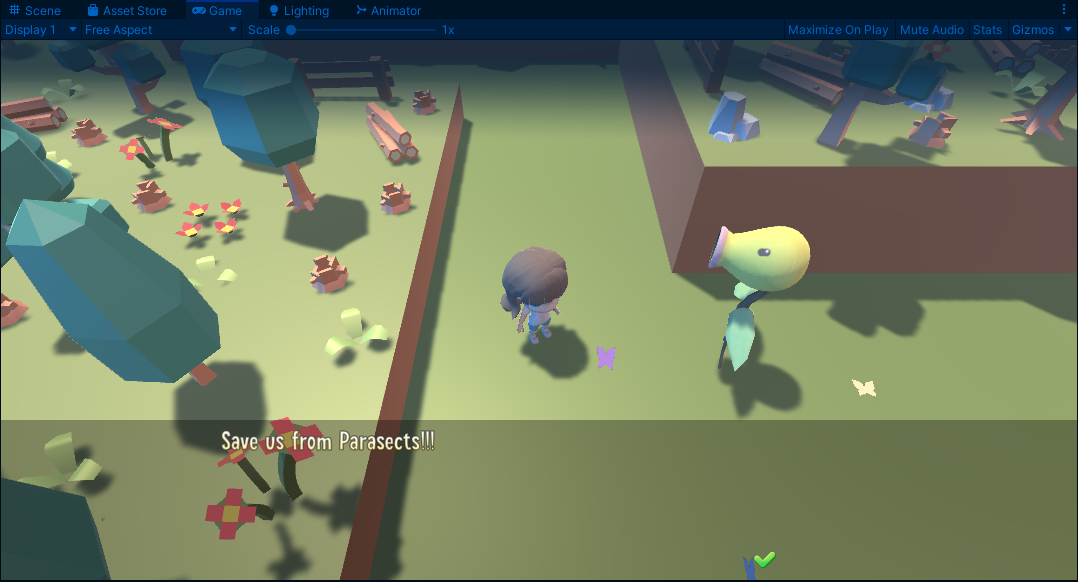 Scene Asset Store Game Lighting Animator
Display 1 Free Aspect Scale 1x Maximize On Play Mute Audio Stats Gizmos
Save us from Parasects!!!